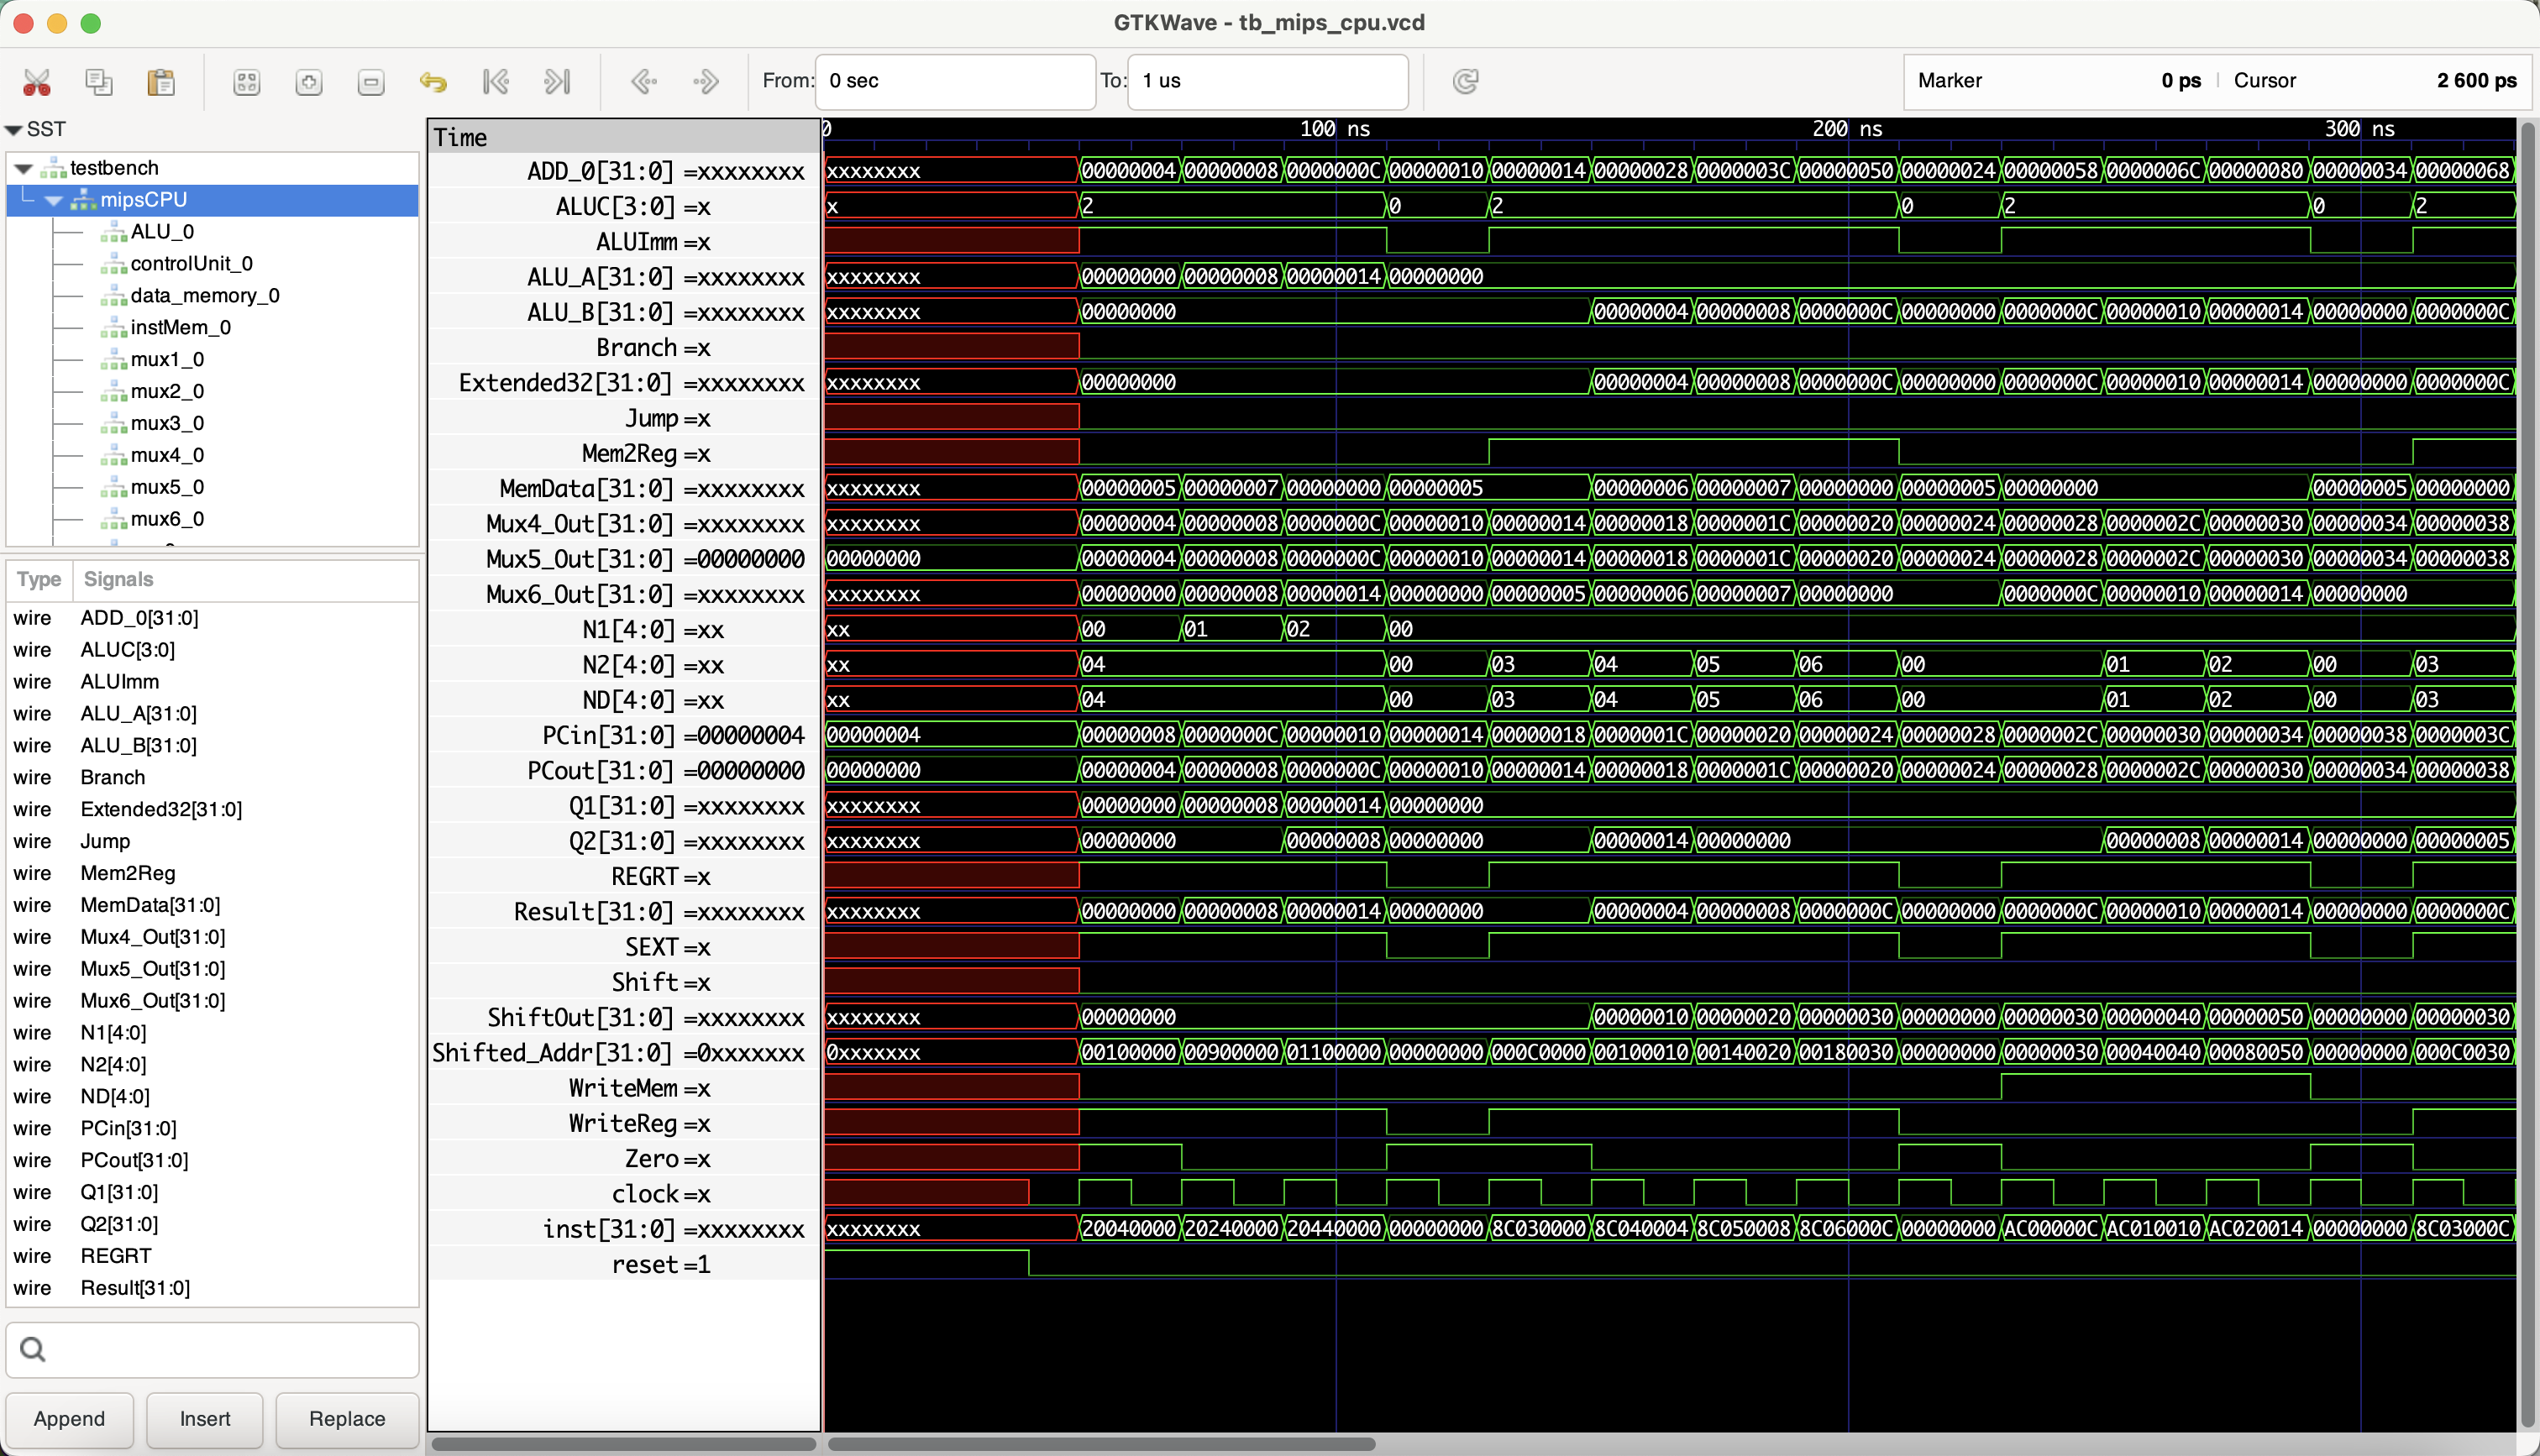 GTKWave - tb_mips_cpu.vcd
From: 0 sec To: 1 us Marker 0 ps | Cursor 2 600 ps
SST
testbench
mipsCPU
ALU_0
controlUnit_0
data_memory_0
instMem_0
mux1_0
mux2_0
mux3_0
mux4_0
mux5_0
mux6_0
Type Signals
wire ADD_0[31:0]
wire ALUC[3:0]
wire ALUImm
wire ALU_A[31:0]
wire ALU_B[31:0]
wire Branch
wire Extended32[31:0]
wire Jump
wire Mem2Reg
wire MemData[31:0]
wire Mux4_Out[31:0]
wire Mux5_Out[31:0]
wire Mux6_Out[31:0]
wire N1[4:0]
wire N2[4:0]
wire ND[4:0]
wire PCin[31:0]
wire PCout[31:0]
wire Q1[31:0]
wire Q2[31:0]
wire REGRT
wire Result[31:0]
Append Insert Replace
Time 0 100 ns 200 ns 300 ns
ADD_0[31:0] =xxxxxxxx xxxxxxxx 00000004 00000008 0000000C 00000010 00000014 00000028 0000003C 00000050 00000024 00000058 0000006C 00000080 00000034 00000068
ALUC[3:0] =x x 2 0 2 0 2 0 2
ALUImm =x
ALU_A[31:0] =xxxxxxxx xxxxxxxx 00000000 00000008 00000014 00000000
ALU_B[31:0] =xxxxxxxx xxxxxxxx 00000000 00000004 00000008 0000000C 00000000 0000000C 00000010 00000014 00000000 0000000C
Branch =x
Extended32[31:0] =xxxxxxxx xxxxxxxx 00000000 00000004 00000008 0000000C 00000000 0000000C 00000010 00000014 00000000 0000000C
Jump =x
Mem2Reg =x
MemData[31:0] =xxxxxxxx xxxxxxxx 00000005 00000007 00000000 00000005 00000006 00000007 00000000 00000005 00000000 00000005 00000000
Mux4_Out[31:0] =xxxxxxxx xxxxxxxx 00000004 00000008 0000000C 00000010 00000014 00000018 0000001C 00000020 00000024 00000028 0000002C 00000030 00000034 00000038
Mux5_Out[31:0] =00000000 00000000 00000004 00000008 0000000C 00000010 00000014 00000018 0000001C 00000020 00000024 00000028 0000002C 00000030 00000034 00000038
Mux6_Out[31:0] =xxxxxxxx xxxxxxxx 00000000 00000008 00000014 00000000 00000005 00000006 00000007 00000000 0000000C 00000010 00000014 00000000
N1[4:0] =xx xx 00 01 02 00
N2[4:0] =xx xx 04 00 03 04 05 06 00 01 02 00 03
ND[4:0] =xx xx 04 00 03 04 05 06 00 01 02 00 03
PCin[31:0] =00000004 00000004 00000008 0000000C 00000010 00000014 00000018 0000001C 00000020 00000024 00000028 0000002C 00000030 00000034 00000038 0000003C
PCout[31:0] =00000000 00000000 00000004 00000008 0000000C 00000010 00000014 00000018 0000001C 00000020 00000024 00000028 0000002C 00000030 00000034 00000038
Q1[31:0] =xxxxxxxx xxxxxxxx 00000000 00000008 00000014 00000000
Q2[31:0] =xxxxxxxx xxxxxxxx 00000000 00000008 00000000 00000014 00000000 00000008 00000014 00000000 00000005
REGRT =x
Result[31:0] =xxxxxxxx xxxxxxxx 00000000 00000008 00000014 00000000 00000004 00000008 0000000C 00000000 0000000C 00000010 00000014 00000000 0000000C
SEXT =x
Shift =x
ShiftOut[31:0] =xxxxxxxx xxxxxxxx 00000000 00000010 00000020 00000030 00000000 00000030 00000040 00000050 00000000 00000030
Shifted_Addr[31:0] =0xxxxxxx 0xxxxxxx 00100000 00900000 01100000 00000000 000C0000 00100010 00140020 00180030 00000000 00000030 00040040 00080050 00000000 000C0030
WriteMem =x
WriteReg =x
Zero =x
clock =x
inst[31:0] =xxxxxxxx xxxxxxxx 20040000 20240000 20440000 00000000 8C030000 8C040004 8C050008 8C06000C 00000000 AC00000C AC010010 AC020014 00000000 8C03000C
reset =1